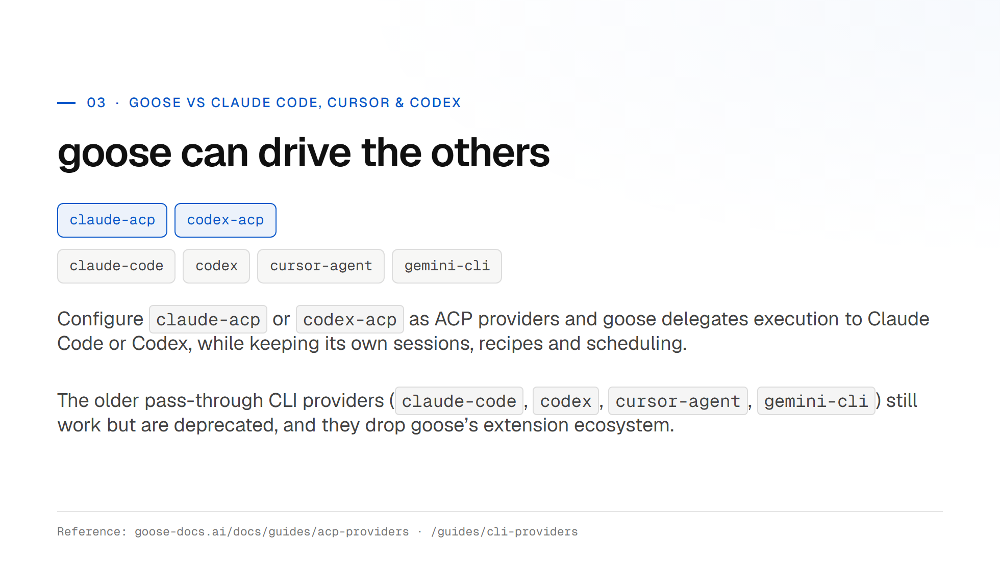 03 · GOOSE VS CLAUDE CODE, CURSOR & CODEX
goose can drive the others
claude-acp codex-acp
claude-code codex cursor-agent gemini-cli
Configure claude-acp or codex-acp as ACP providers and goose delegates execution to Claude
Code or Codex, while keeping its own sessions, recipes and scheduling.
The older pass-through CLI providers (claude-code, codex, cursor-agent, gemini-cli) still
work but are deprecated, and they drop goose’s extension ecosystem.
Reference: goose-docs.ai/docs/guides/acp-providers · /guides/cli-providers